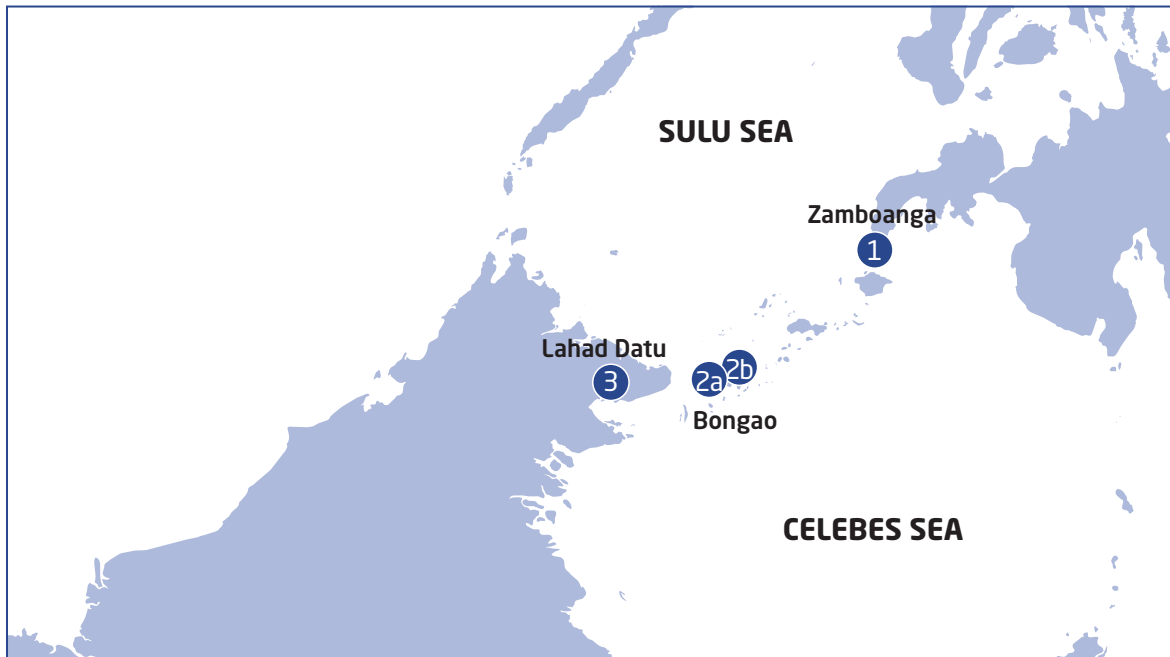 SULU SEA
Zamboanga
1
Lahad Datu
3
2a
2b
Bongao
CELEBES SEA